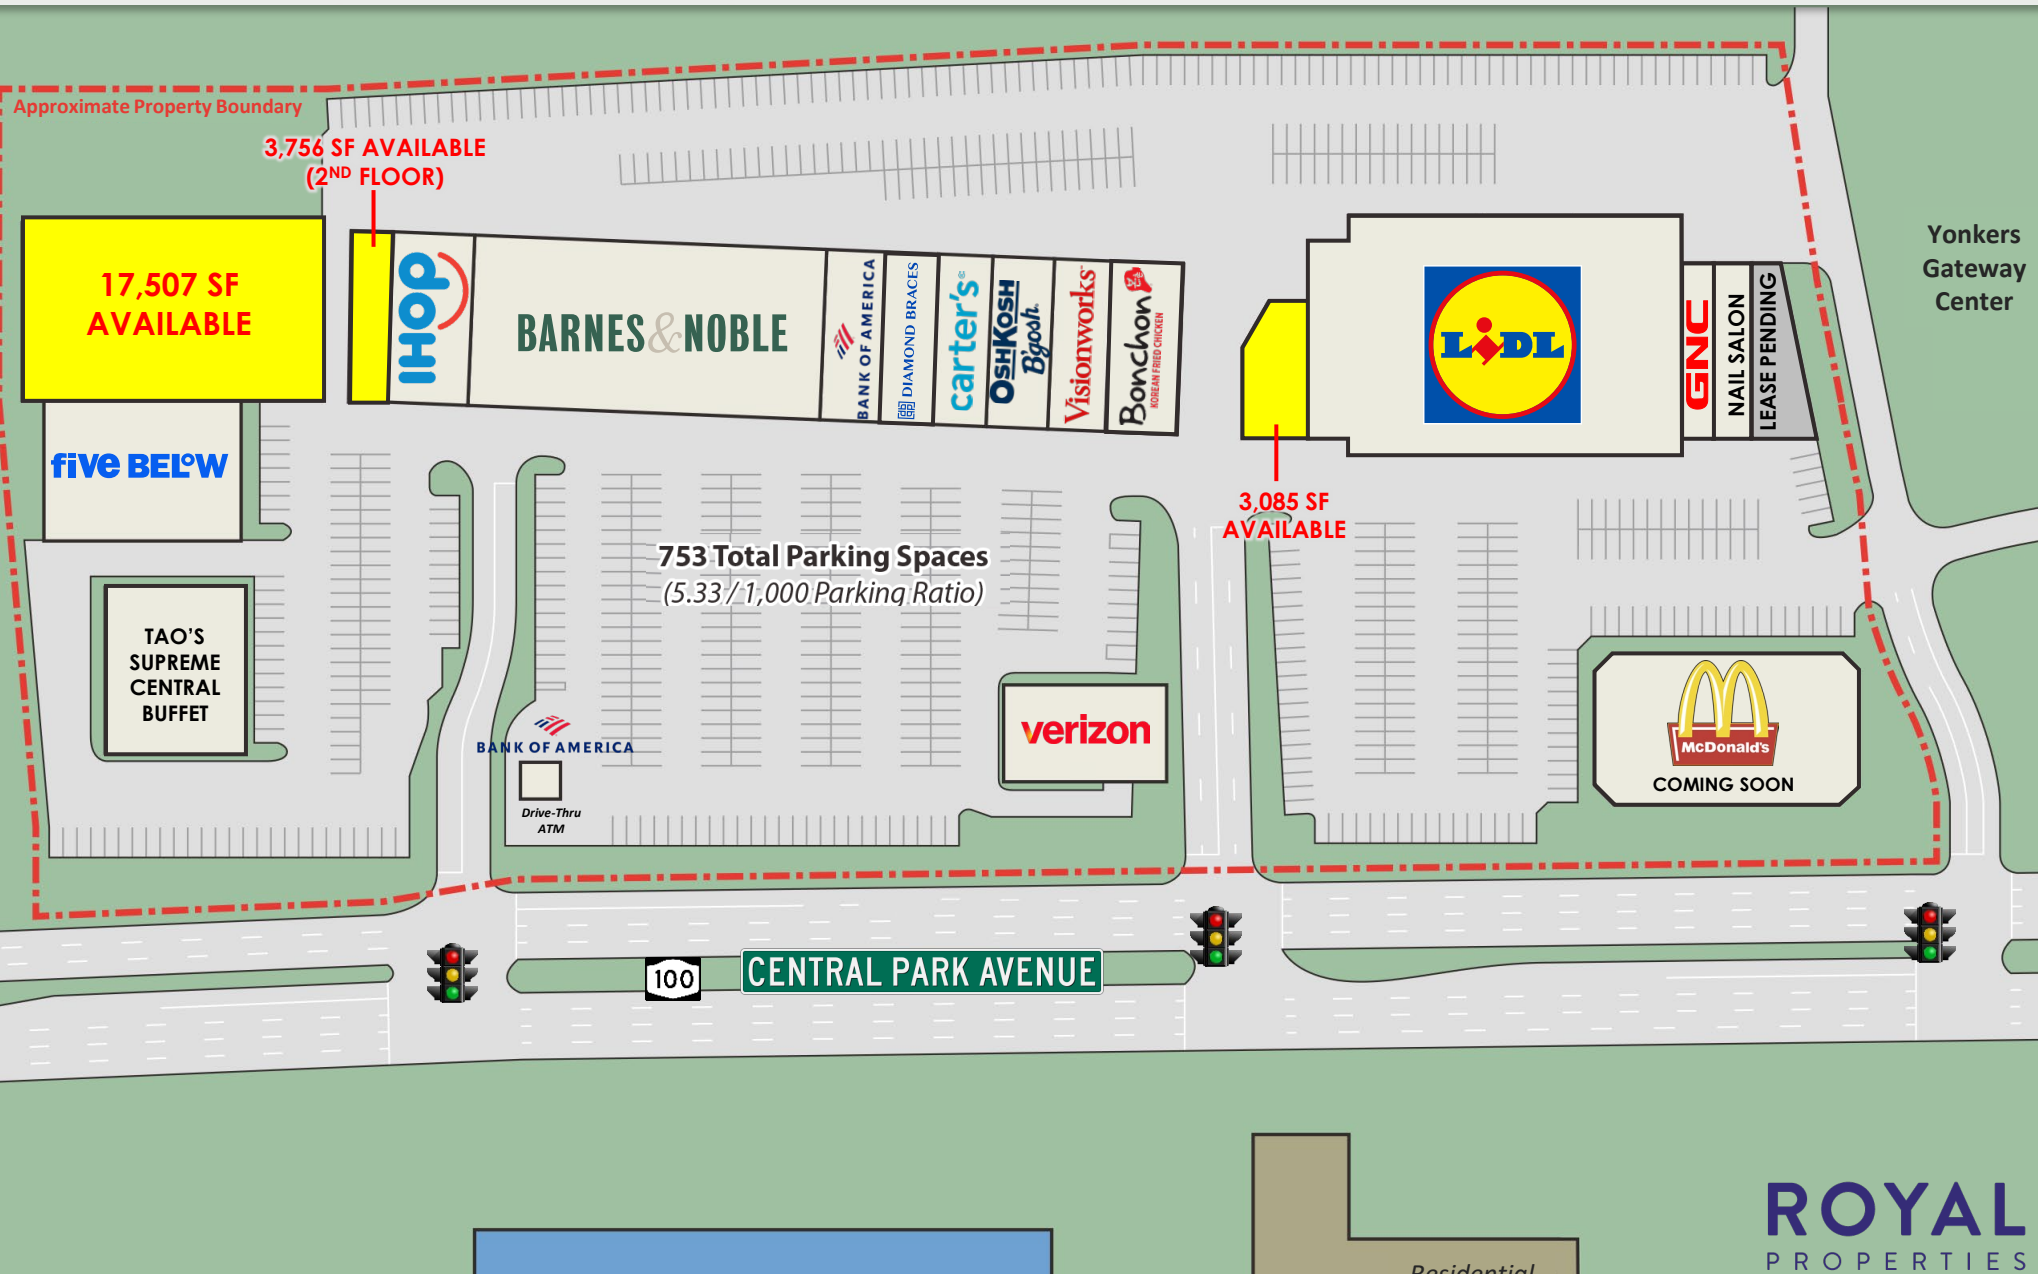 Approximate Property Boundary
3,756 SF AVAILABLE
(2ND FLOOR)
17,507 SF
AVAILABLE
IHOP
BARNES & NOBLE
BANK OF AMERICA
DIAMOND BRACES
carter's
OSHKOSH
B'gosh
Visionworks
Bonchon
KOREAN FRIED CHICKEN
LIDL
GNC
NAIL SALON
LEASE PENDING
Yonkers
Gateway
Center
five BELOW
3,085 SF
AVAILABLE
753 Total Parking Spaces
(5.33 / 1,000 Parking Ratio)
TAO'S
SUPREME
CENTRAL
BUFFET
BANK OF AMERICA
Drive-Thru
ATM
verizon
McDonald's
COMING SOON
100
CENTRAL PARK AVENUE
Residential
ROYAL
PROPERTIES